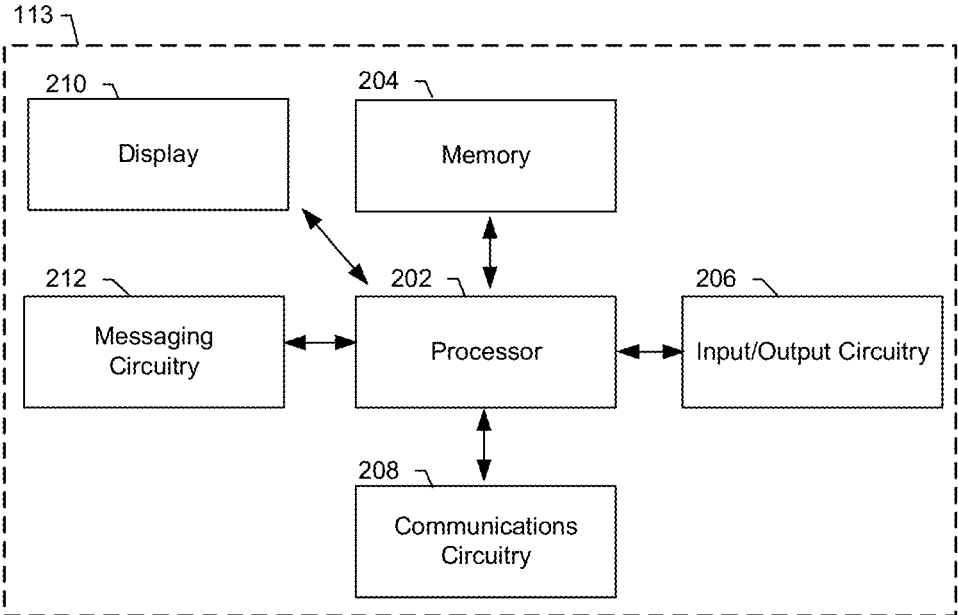 113
210
Display
204
Memory
212
Messaging
Circuitry
202
Processor
206
Input/Output Circuitry
208
Communications
Circuitry